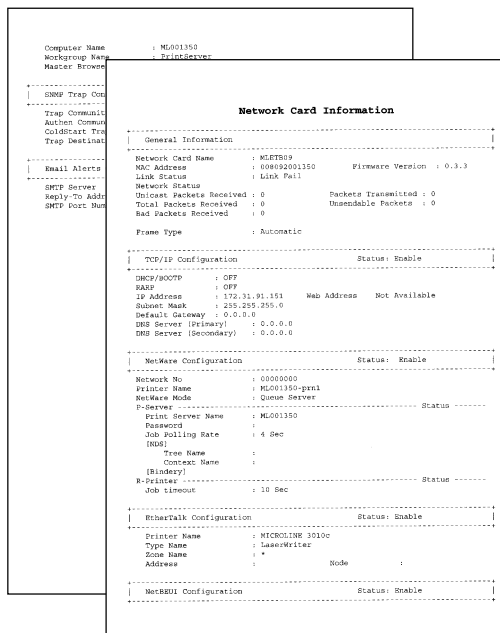 Computer Name : ML001350
Workgroup Name : PrintServer
Master Browse
SNMP Trap Con
Trap Communit
Authen Commun
ColdStart Tra
Trap Destinat
Email Alerts
SMTP Server
Reply-To Addr
SMTP Port Num
Network Card Information
General Information
Network Card Name : MLETB09
MAC Address : 008092001350 Firmware Version : 0.3.3
Link Status : Link Fail
Network Status
Unicast Packets Received : 0 Packets Transmitted : 0
Total Packets Received : 0 Unsendable Packets : 0
Bad Packets Received : 0
Frame Type : Automatic
TCP/IP Configuration Status: Enable
DHCP/BOOTP : OFF
RARP : OFF
IP Address : 172.31.91.151 Web Address Not Available
Subnet Mask : 255.255.255.0
Default Gateway : 0.0.0.0
DNS Server (Primary) : 0.0.0.0
DNS Server (Secondary) : 0.0.0.0
NetWare Configuration Status: Enable
Network No : 00000000
Printer Name : ML001350-prn1
NetWare Mode : Queue Server
P-Server Status
Print Server Name : ML001350
Password :
Job Polling Rate : 4 Sec
[NDS]
Tree Name :
Context Name :
[Bindery]
R-Printer Status
Job timeout : 10 Sec
EtherTalk Configuration Status: Enable
Printer Name : MICROLINE 3010c
Type Name : LaserWriter
Zone Name : *
Address : Node :
NetBEUI Configuration Status: Enable